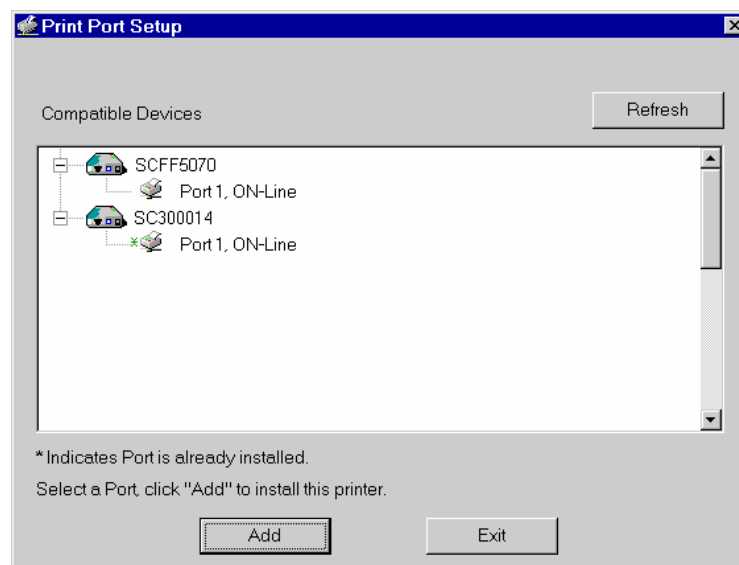 Print Port Setup
Compatible Devices
Refresh
SCFF5070
Port 1, ON-Line
SC300014
* Port 1, ON-Line
* Indicates Port is already installed.
Select a Port, click "Add" to install this printer.
Add
Exit